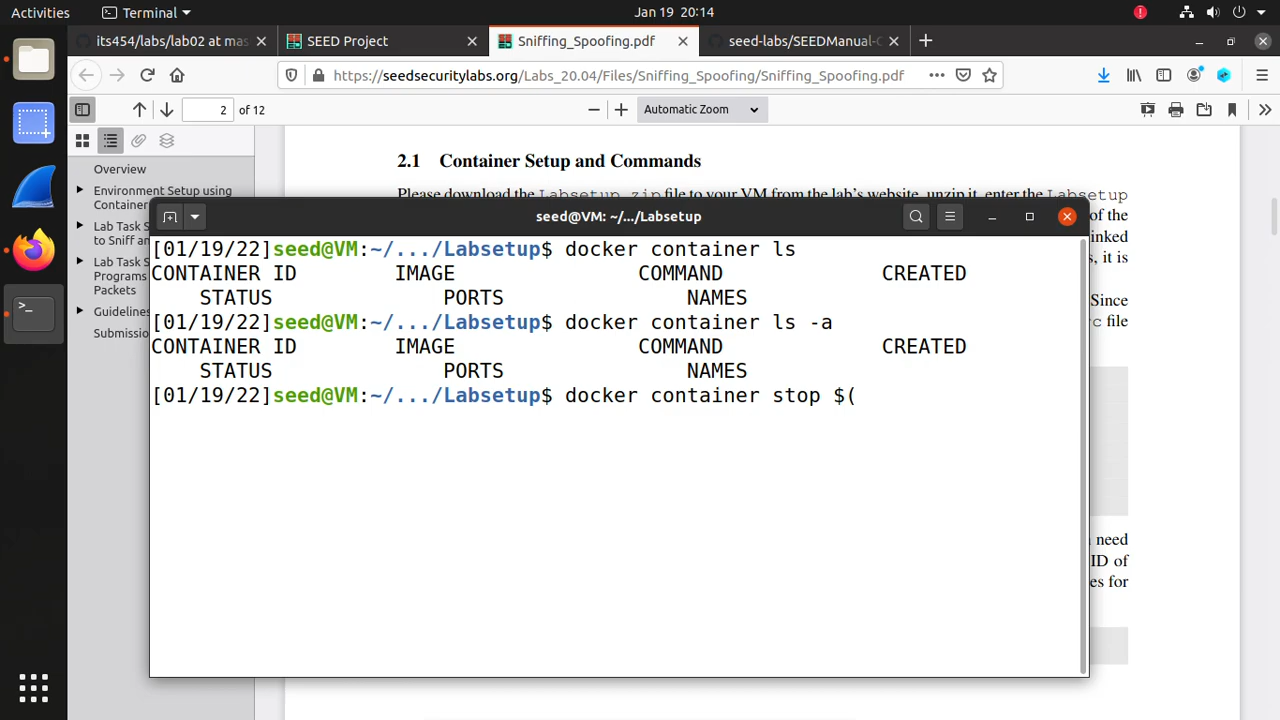 Activities
Terminal
Jan 19 20:14
its454/labs/lab02 at mas
SEED Project
Sniffing_Spoofing.pdf
seed-labs/SEEDManual-C
https://seedsecuritylabs.org/Labs_20.04/Files/Sniffing_Spoofing/Sniffing_Spoofing.pdf
2 of 12
Automatic Zoom
Overview
Environment Setup using
Container
Lab Task S
to Sniff an
Lab Task S
Programs
Packets
Guidelines
Submissio
2.1 Container Setup and Commands
Please download the Labsetup.zip file to your VM from the lab's website, unzip it, enter the Labsetup
of the
inked
s, it is
Since
rc file
need
ID of
es for
seed@VM: ~/.../Labsetup
[01/19/22]seed@VM:~/.../Labsetup$ docker container ls
CONTAINER ID IMAGE COMMAND CREATED
STATUS PORTS NAMES
[01/19/22]seed@VM:~/.../Labsetup$ docker container ls -a
CONTAINER ID IMAGE COMMAND CREATED
STATUS PORTS NAMES
[01/19/22]seed@VM:~/.../Labsetup$ docker container stop $(